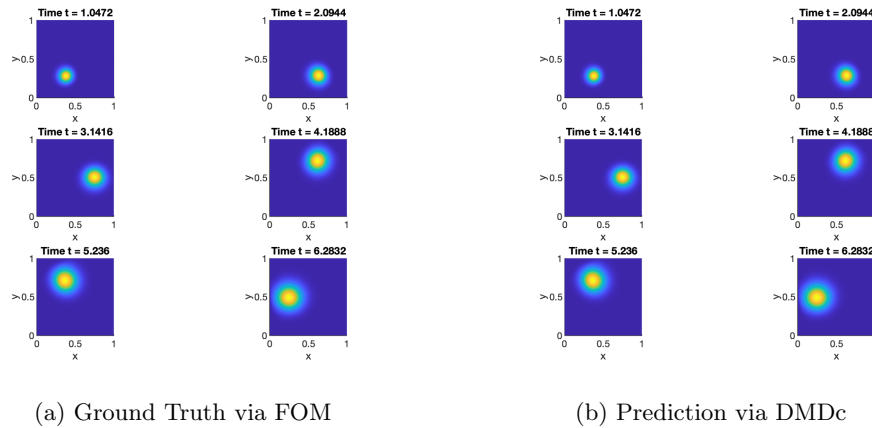 Time t = 1.0472 Time t = 2.0944 Time t = 1.0472 Time t = 2.0944
1 1 1 1
y 0.5 y 0.5 y 0.5 y 0.5
0 0 0 0
0 0.5 1 0 0.5 1 0 0.5 1 0 0.5
x x x x
Time t = 3.1416 Time t = 4.1888 Time t = 3.1416 Time t = 4.1888
1 1 1 1
y 0.5 y 0.5 y 0.5 y 0.5
0 0 0 0
0 0.5 1 0 0.5 1 0 0.5 1 0 0.5
x x x x
Time t = 5.236 Time t = 6.2832 Time t = 5.236 Time t = 6.2832
1 1 1 1
y 0.5 y 0.5 y 0.5 y 0.5
0 0 0 0
0 0.5 1 0 0.5 1 0 0.5 1 0 0.5
x x x x
(a) Ground Truth via FOM (b) Prediction via DMDc